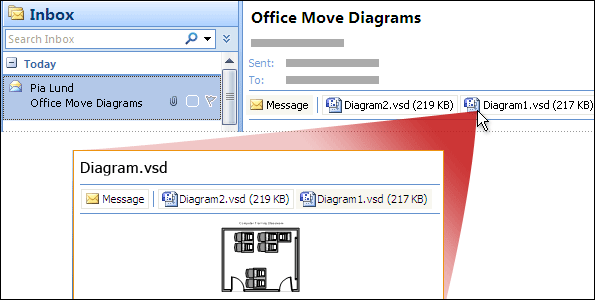 Inbox
Search Inbox
Today
Pia Lund
Office Move Diagrams
Office Move Diagrams
Sent:
To:
Message Diagram2.vsd (219 KB) Diagram1.vsd (217 KB)
Diagram.vsd
Message Diagram2.vsd (219 KB) Diagram1.vsd (217 KB)